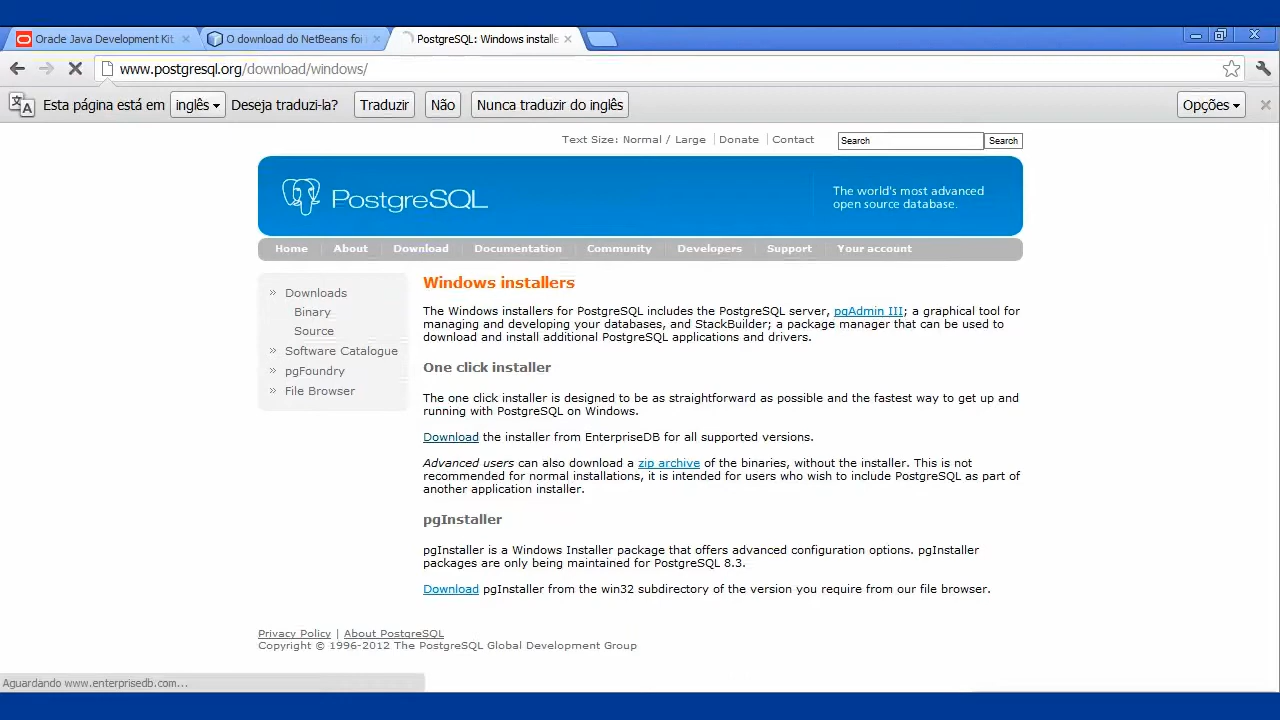 Oracle Java Development Kit
O download do NetBeans for
PostgreSQL: Windows installe
www.postgresql.org/download/windows/
Esta página está em inglês Deseja traduzi-la? Traduzir Não Nunca traduzir do inglês Opções
Text Size: Normal / Large Donate Contact Search Search
PostgreSQL
The world's most advanced
open source database.
Home About Download Documentation Community Developers Support Your account
» Downloads
Binary
Source
» Software Catalogue
» pgFoundry
» File Browser
Windows installers
The Windows installers for PostgreSQL includes the PostgreSQL server, pgAdmin III; a graphical tool for
managing and developing your databases, and StackBuilder; a package manager that can be used to
download and install additional PostgreSQL applications and drivers.
One click installer
The one click installer is designed to be as straightforward as possible and the fastest way to get up and
running with PostgreSQL on Windows.
Download the installer from EnterpriseDB for all supported versions.
Advanced users can also download a zip archive of the binaries, without the installer. This is not
recommended for normal installations, it is intended for users who wish to include PostgreSQL as part of
another application installer.
pgInstaller
pgInstaller is a Windows Installer package that offers advanced configuration options. pgInstaller
packages are only being maintained for PostgreSQL 8.3.
Download pgInstaller from the win32 subdirectory of the version you require from our file browser.
Privacy Policy | About PostgreSQL
Copyright © 1996-2012 The PostgreSQL Global Development Group
Aguardando www.enterprisedb.com...